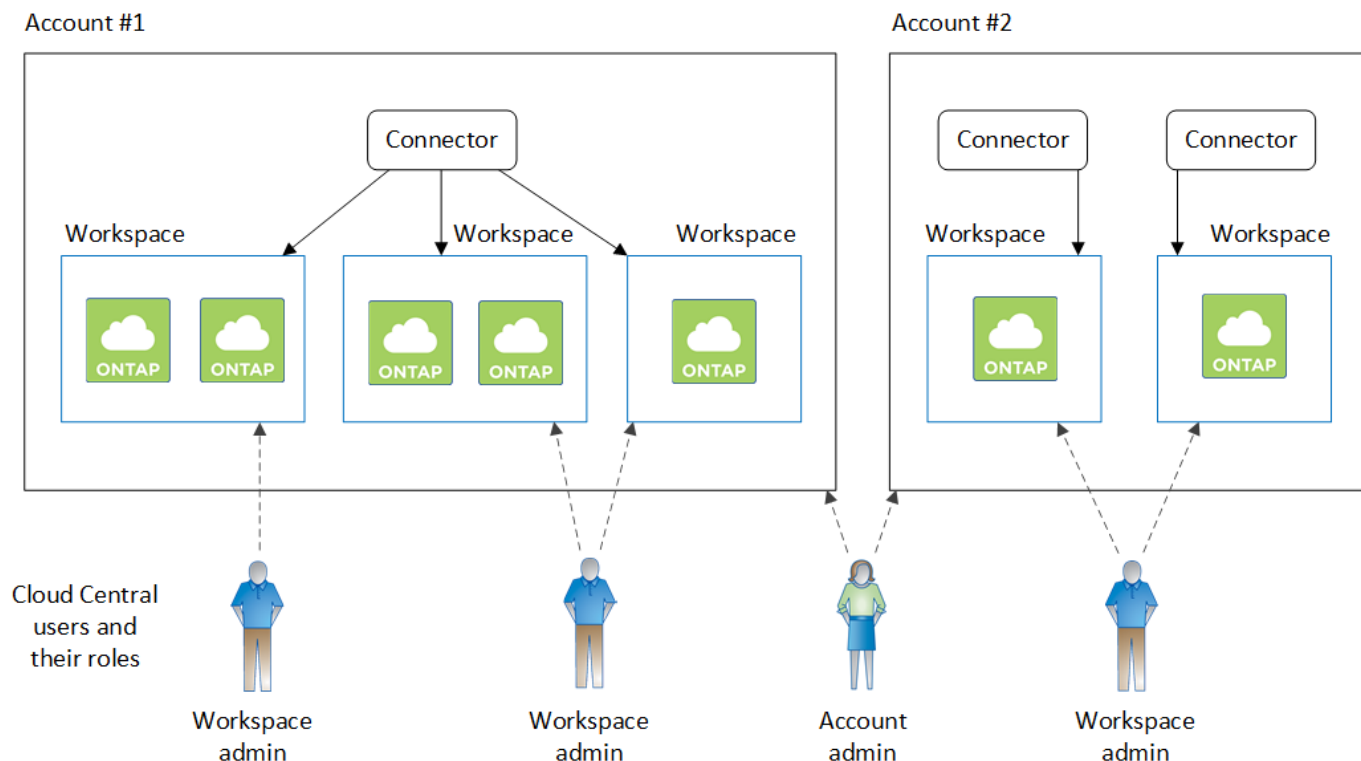 Account #1
Account #2
Connector
Connector
Connector
Workspace
Workspace
Workspace
Workspace
Workspace
ONTAP
ONTAP
ONTAP
ONTAP
ONTAP
ONTAP
ONTAP
Cloud Central
users and
their roles
Workspace
admin
Workspace
admin
Account
admin
Workspace
admin